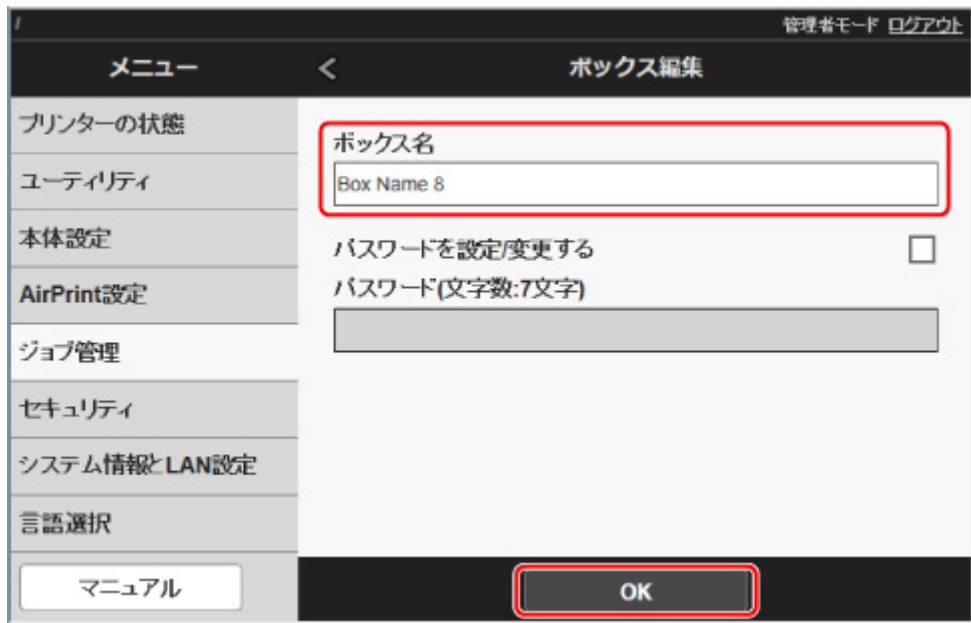 /
管理者モード ログアウト
メニュー
< ボックス編集
プリンターの状態
ユーティリティ
本体設定
AirPrint設定
ジョブ管理
セキュリティ
システム情報とLAN設定
言語選択
マニュアル
ボックス名
Box Name 8
パスワードを設定/変更する
パスワード(文字数:7文字)
OK